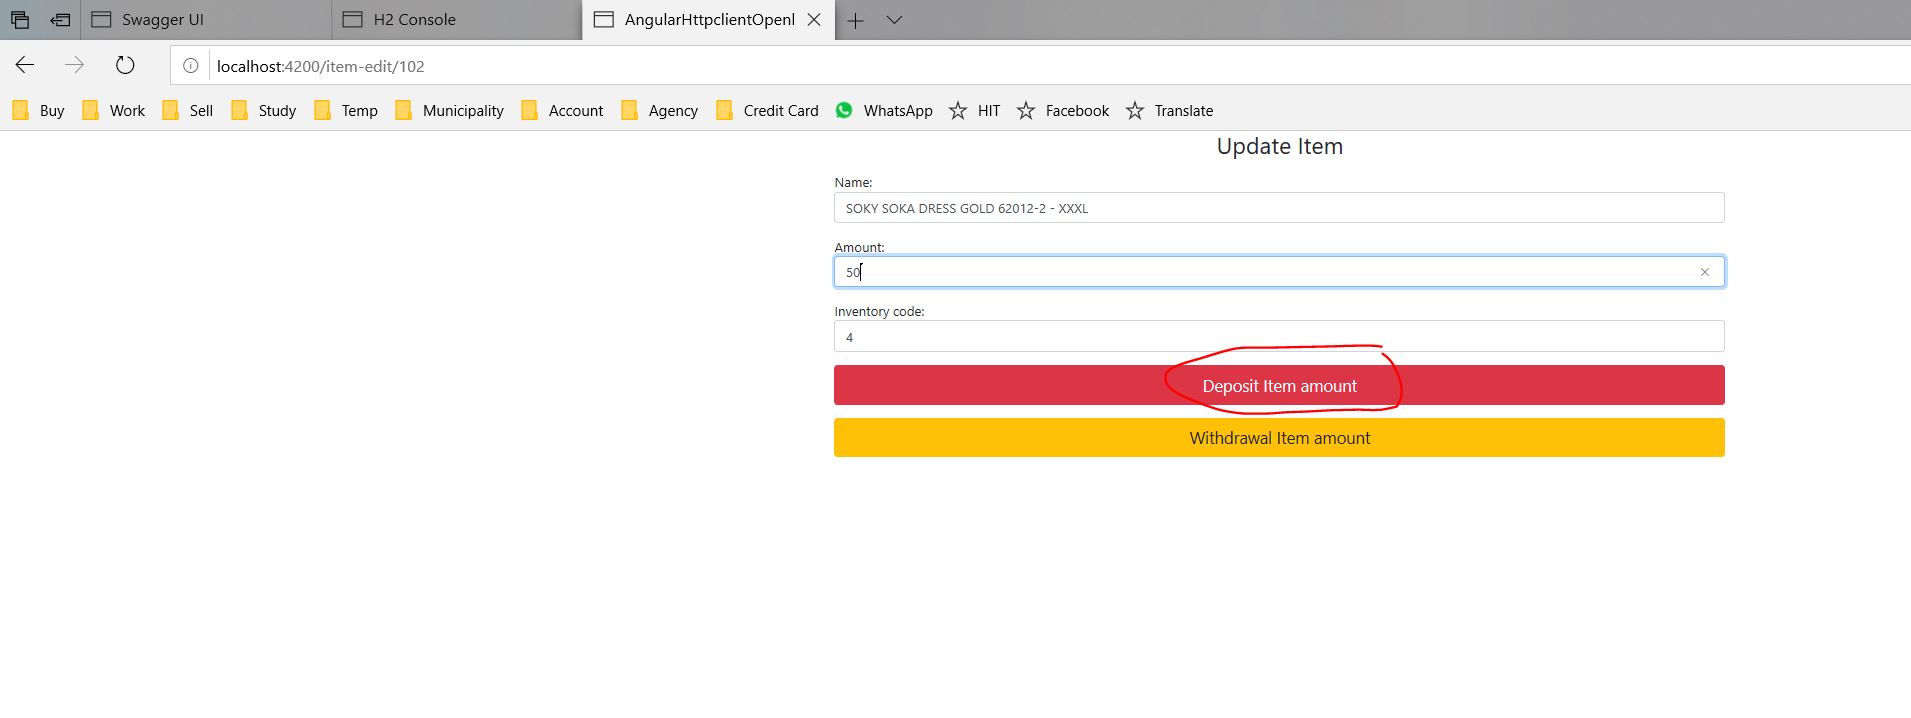 Swagger UI H2 Console AngularHttpclientOpenI
localhost:4200/item-edit/102
Buy Work Sell Study Temp Municipality Account Agency Credit Card WhatsApp HIT Facebook Translate
Update Item
Name:
SOKY SOKA DRESS GOLD 62012-2 - XXXL
Amount:
50
Inventory code:
4
Deposit Item amount
Withdrawal Item amount